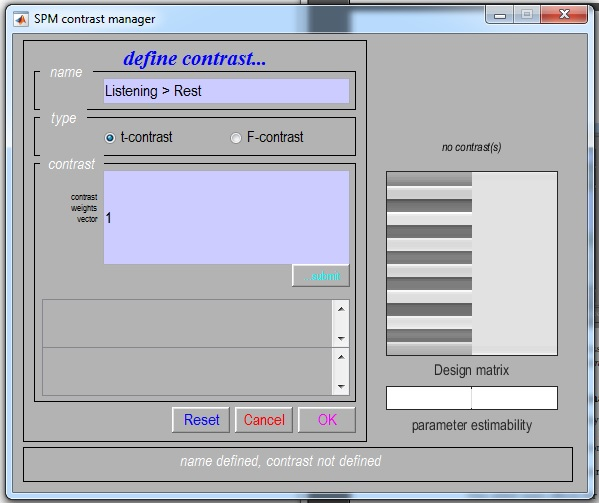 SPM contrast manager
define contrast...
name
Listening > Rest
type
t-contrast
F-contrast
contrast
contrast
weights
vector
1
...submit
no contrast(s)
Design matrix
parameter estimability
Reset
Cancel
OK
name defined, contrast not defined